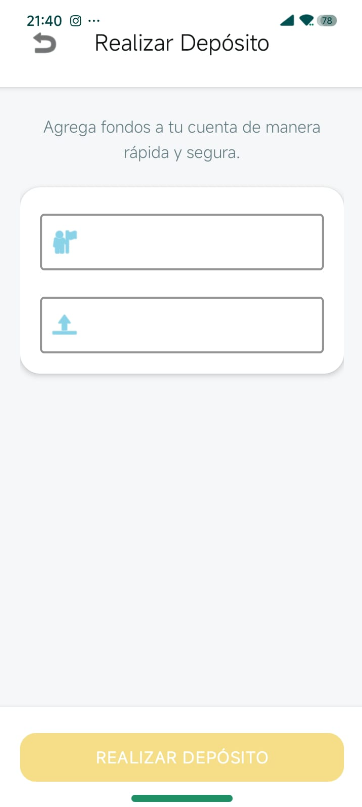 21:40
78
Realizar Depósito
Agrega fondos a tu cuenta de manera
rápida y segura.
REALIZAR DEPÓSITO